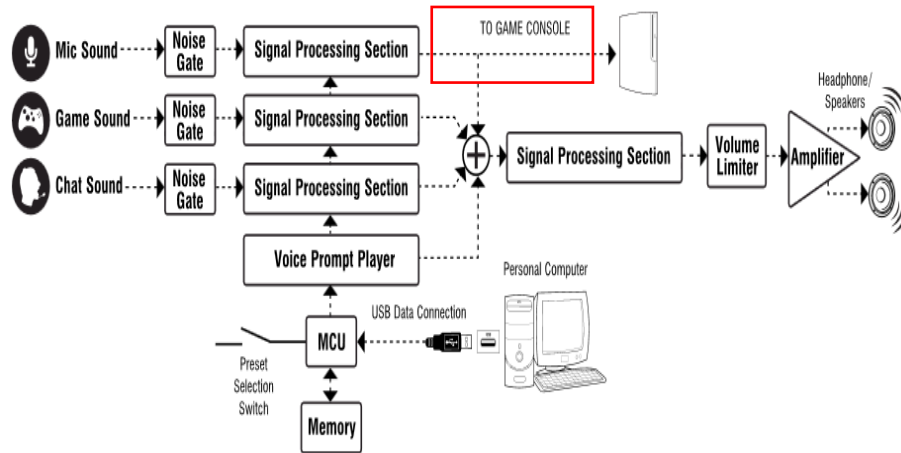 TO GAME CONSOLE
Mic Sound
Noise
Gate
Signal Processing Section
Headphone/
Speakers
Game Sound
Noise
Gate
Signal Processing Section
Signal Processing Section
Volume
Limiter
Amplifier
Chat Sound
Noise
Gate
Signal Processing Section
Voice Prompt Player
Personal Computer
USB Data Connection
MCU
Preset
Selection
Switch
Memory